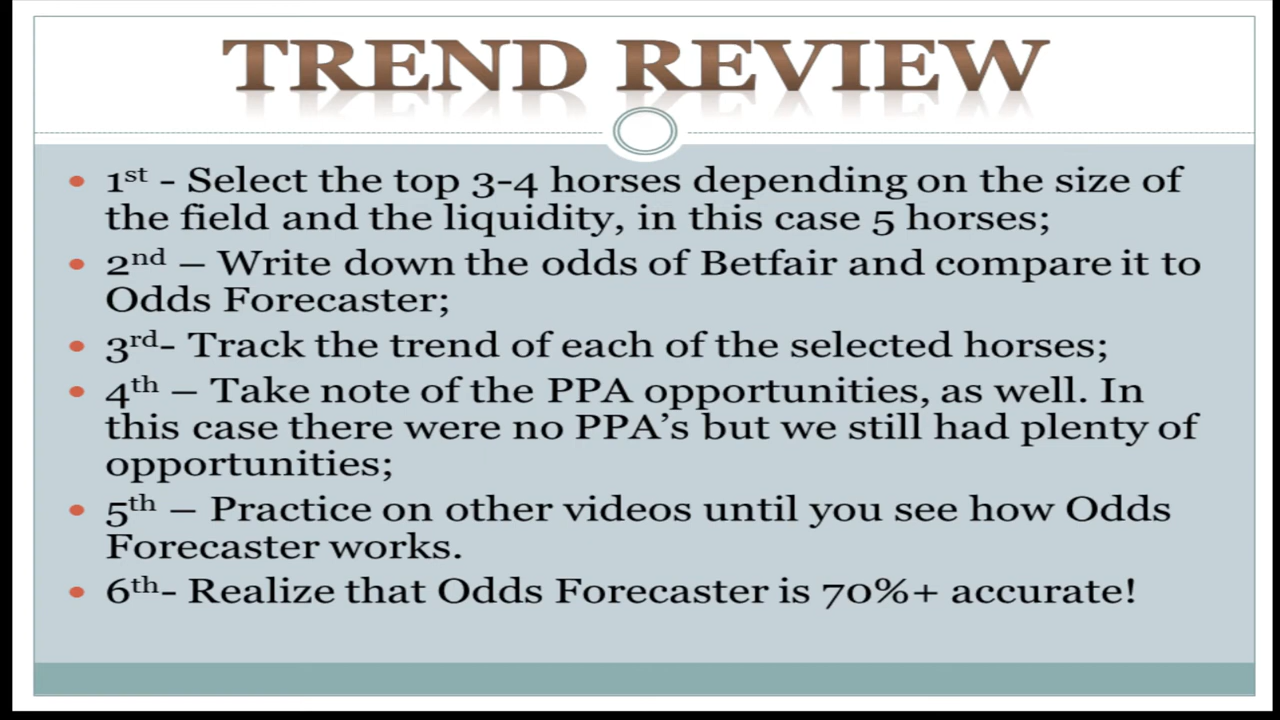 TREND REVIEW
1st - Select the top 3-4 horses depending on the size of
the field and the liquidity, in this case 5 horses;
2nd – Write down the odds of Betfair and compare it to
Odds Forecaster;
3rd- Track the trend of each of the selected horses;
4th – Take note of the PPA opportunities, as well. In
this case there were no PPA’s but we still had plenty of
opportunities;
5th – Practice on other videos until you see how Odds
Forecaster works.
6th- Realize that Odds Forecaster is 70%+ accurate!